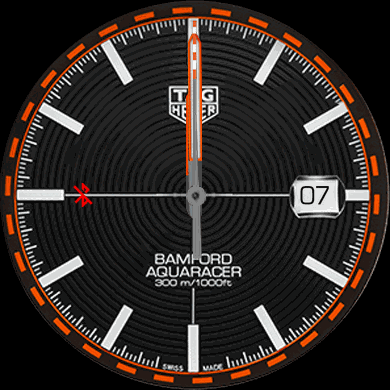 TAG
HEUER
07
BAMFORD
AQUARACER
300 m/1000ft
SWISS MADE